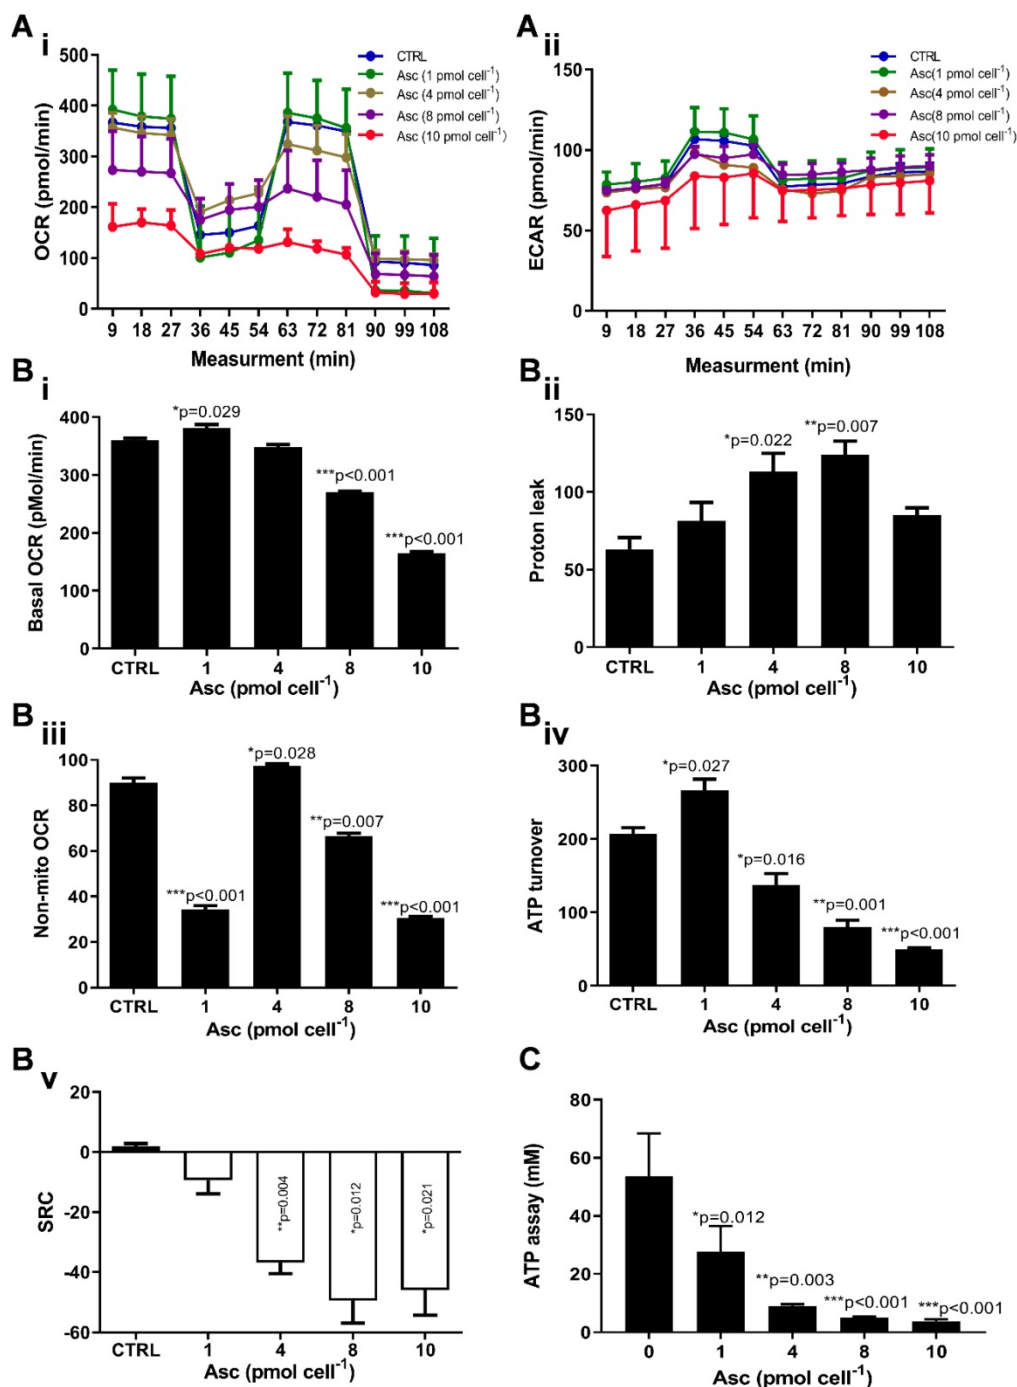 A i
OCR (pmol/min)
500
400
300
200
100
0
9 18 27 36 45 54 63 72 81 90 99 108
Measurment (min)
CTRL
Asc (1 pmol cell-1)
Asc (4 pmol cell-1)
Asc (8 pmol cell-1)
Asc (10 pmol cell-1)
A ii
ECAR (pmol/min)
150
100
50
0
9 18 27 36 45 54 63 72 81 90 99 108
Measurment (min)
CTRL
Asc(1 pmol cell-1)
Asc(4 pmol cell-1)
Asc(8 pmol cell-1)
Asc(10 pmol cell-1)
B i
Basal OCR (pMol/min)
400
300
200
100
0
*p=0.029
***p<0.001
***p<0.001
CTRL 1 4 8 10
Asc (pmol cell-1)
B ii
Proton leak
150
100
50
0
*p=0.022
**p=0.007
CTRL 1 4 8 10
Asc (pmol cell-1)
B iii
Non-mito OCR
100
80
60
40
20
0
***p<0.001
*p=0.028
**p=0.007
***p<0.001
CTRL 1 4 8 10
Asc (pmol cell-1)
B iv
ATP turnover
300
200
100
0
*p=0.027
*p=0.016
**p=0.001
***p<0.001
CTRL 1 4 8 10
Asc (pmol cell-1)
B v
SRC
20
0
-20
-40
-60
**p=0.004
*p=0.012
*p=0.021
CTRL 1 4 8 10
Asc (pmol cell-1)
C
ATP assay (mM)
80
60
40
20
0
*p=0.012
**p=0.003
***p<0.001
***p<0.001
0 1 4 8 10
Asc (pmol cell-1)